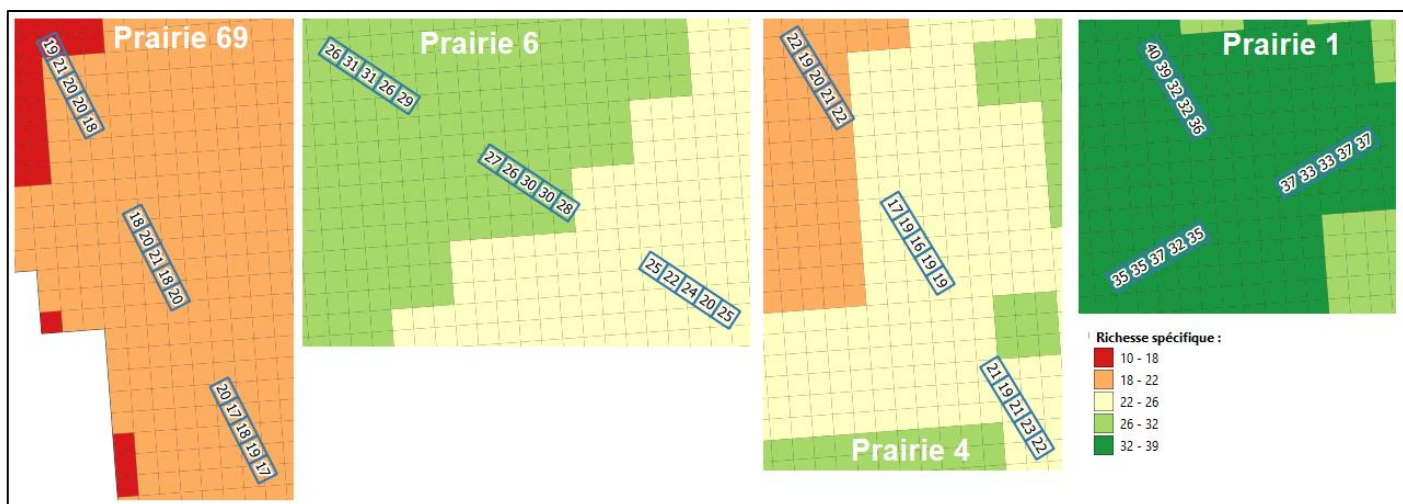 Prairie 69
19 21 20 20 18
18 20 21 18 20
20 17 18 19 17
Prairie 6
26 31 31 26 29
27 26 30 30 28
25 22 24 20 25
22 19 20 21 22
17 19 16 19 19
21 19 21 23 22
Prairie 4
Prairie 1
40 39 32 32 36
37 33 33 37 37
35 35 37 32 35
Richesse spécifique :
10 - 18
18 - 22
22 - 26
26 - 32
32 - 39